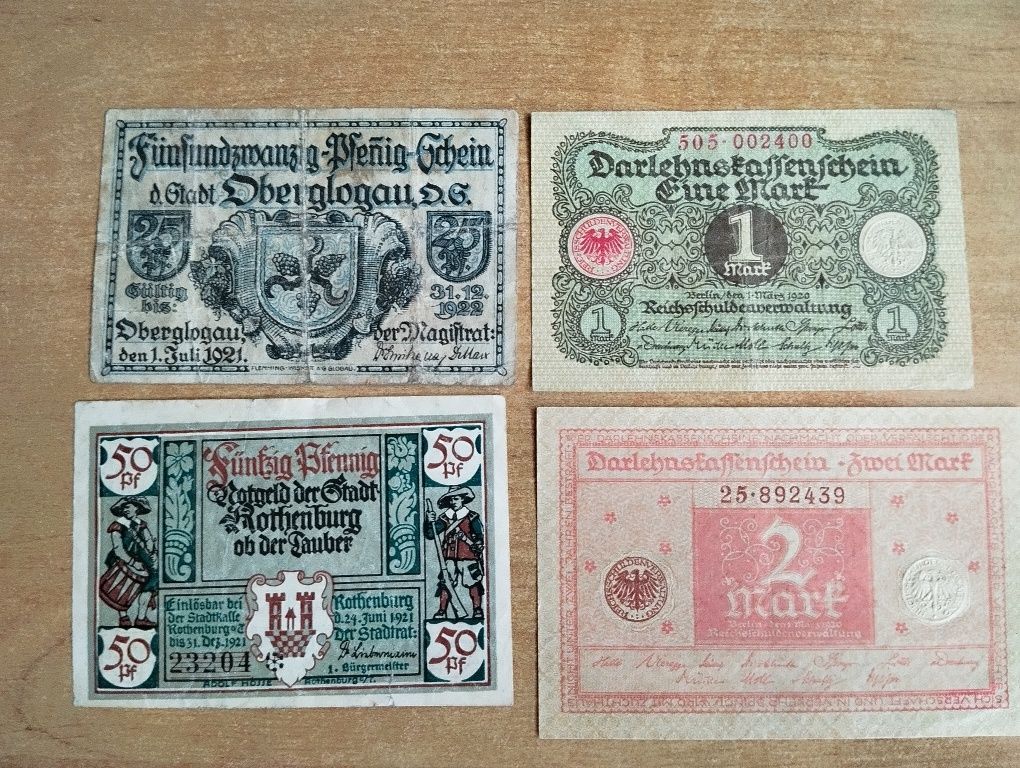 Fünfundzwanzig-Pfeñig-Schein
d. Stadt Oberglogau, O.S.
25
25
Gültig
bis:
31.12.
1922
Oberglogau,
den 1. Juli 1921.
der Magistrat:
505·002400
Darlehnskassenschein
Eine Mark
1
Mark
Berlin, den 1. März 1920
Reichsschuldenverwaltung
1
Mark
1
Mark
50
Pf
Fünfzig Pfennig
Notgeld der Stadt
Rothenburg
ob der Tauber
50
Pf
Einlösbar bei
der Stadtkasse
Rothenburg o/T.
bis 31. Dez. 1921
23204
Rothenburg
d. 24. Juni 1921
der Stadtrat:
1. Bürgermeister
50
Pf
50
Pf
Darlehnskassenschein · Zwei Mark
25·892439
2
Mark
Berlin, den 1. März 1920
Reichsschuldenverwaltung